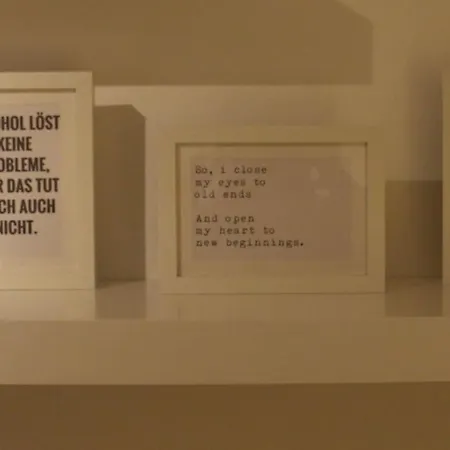 OHOL LÖST
KEINE
OBLEME,
R DAS TUT
CH AUCH
NICHT.
So, i close
my eyes to
old ends
And open
my heart to
new beginnings.